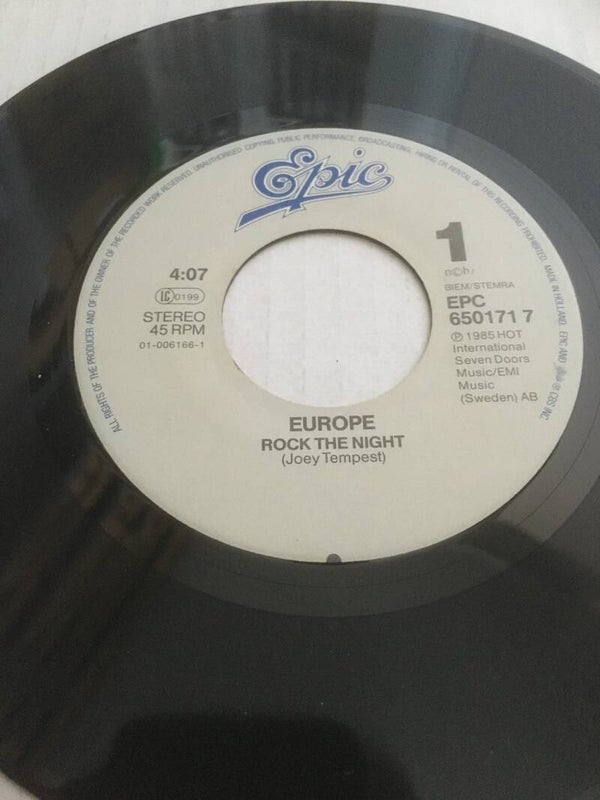 ALL RIGHTS OF THE PRODUCER AND OF THE OWNER OF THE RECORDED WORK RESERVED. UNAUTHORISED COPYING, PUBLIC PERFORMANCE, BROADCASTING, HIRING OR RENTAL OF THIS RECORDING PROHIBITED. MADE IN HOLLAND. EPIC AND ® CBS INC.
Epic
1
n©b
4:07
LC 0199
STEREO
45 RPM
01-006166-1
BIEM/STEMRA
EPC
650171 7
℗ 1985 HOT
International
Seven Doors
Music/EMI
Music
(Sweden) AB
EUROPE
ROCK THE NIGHT
(Joey Tempest)